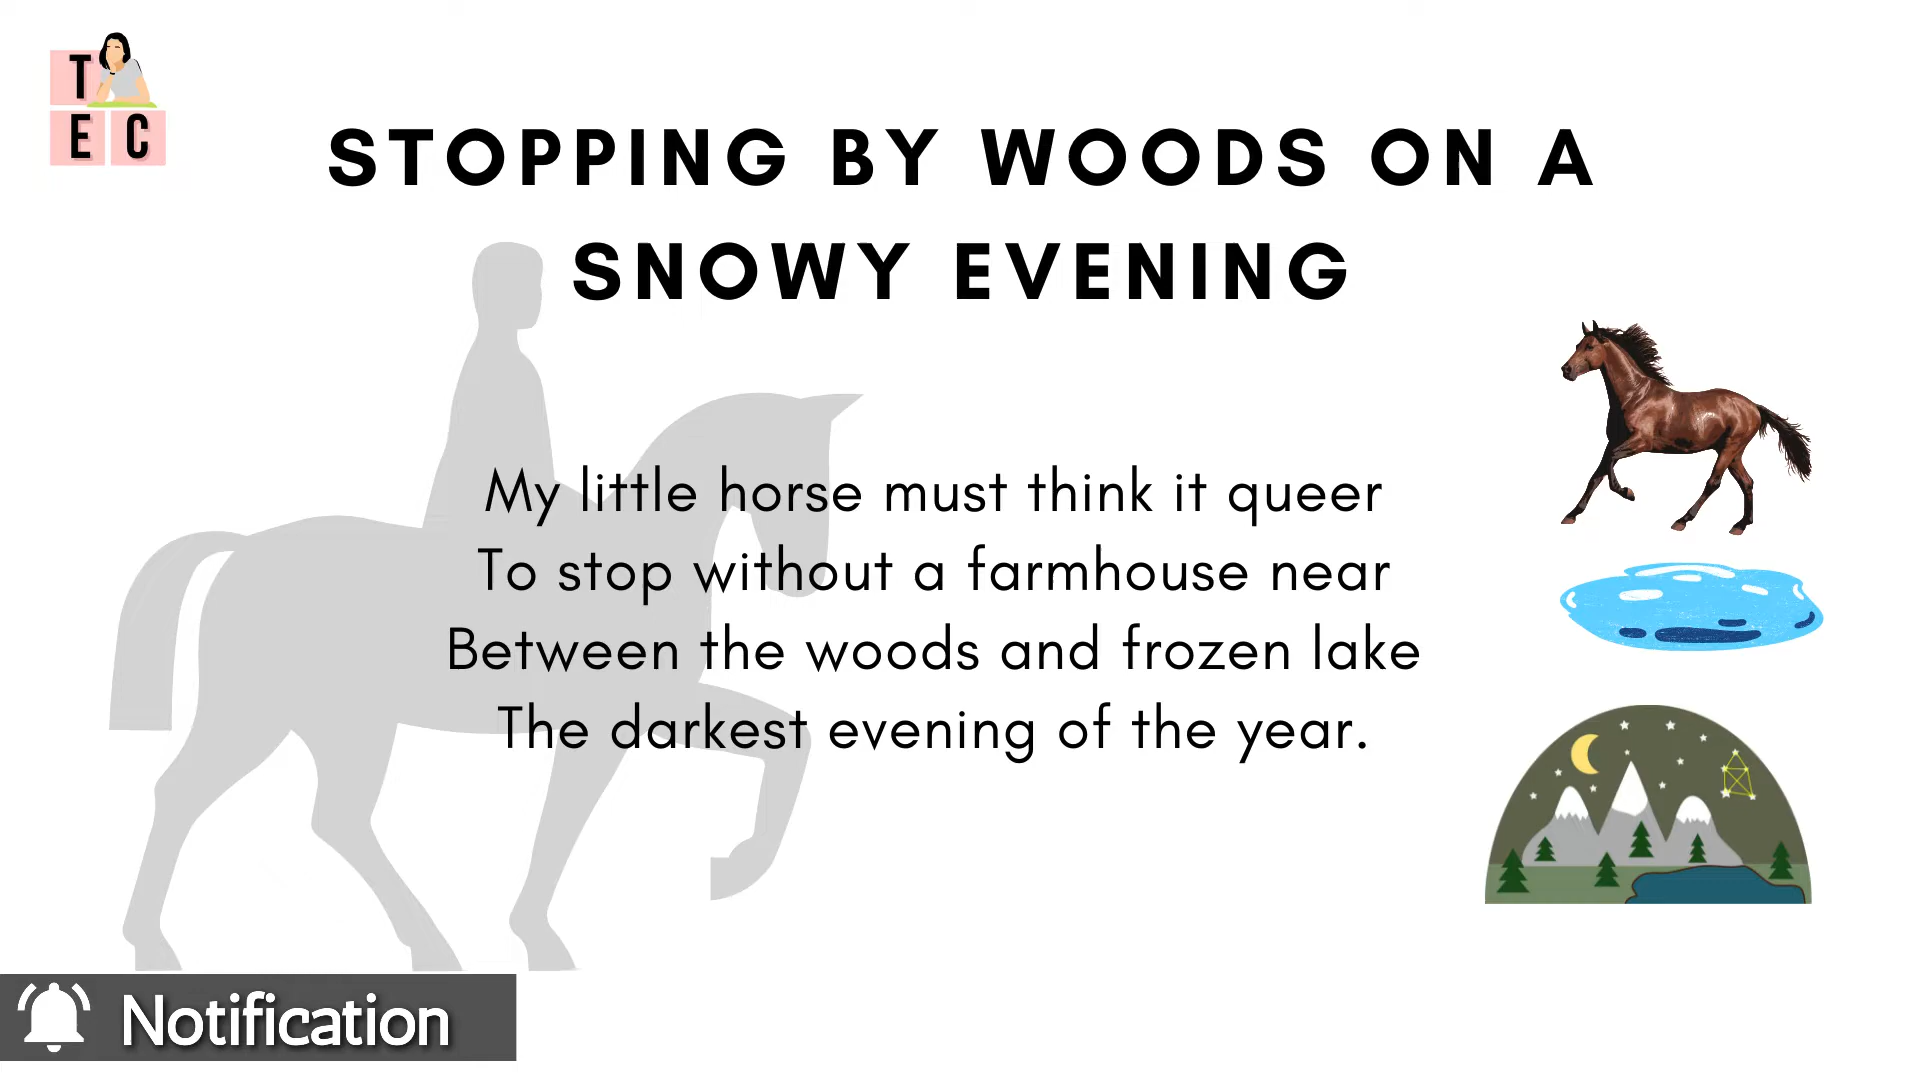 T
E C
STOPPING BY WOODS ON A
SNOWY EVENING
My little horse must think it queer
To stop without a farmhouse near
Between the woods and frozen lake
The darkest evening of the year.
Notification